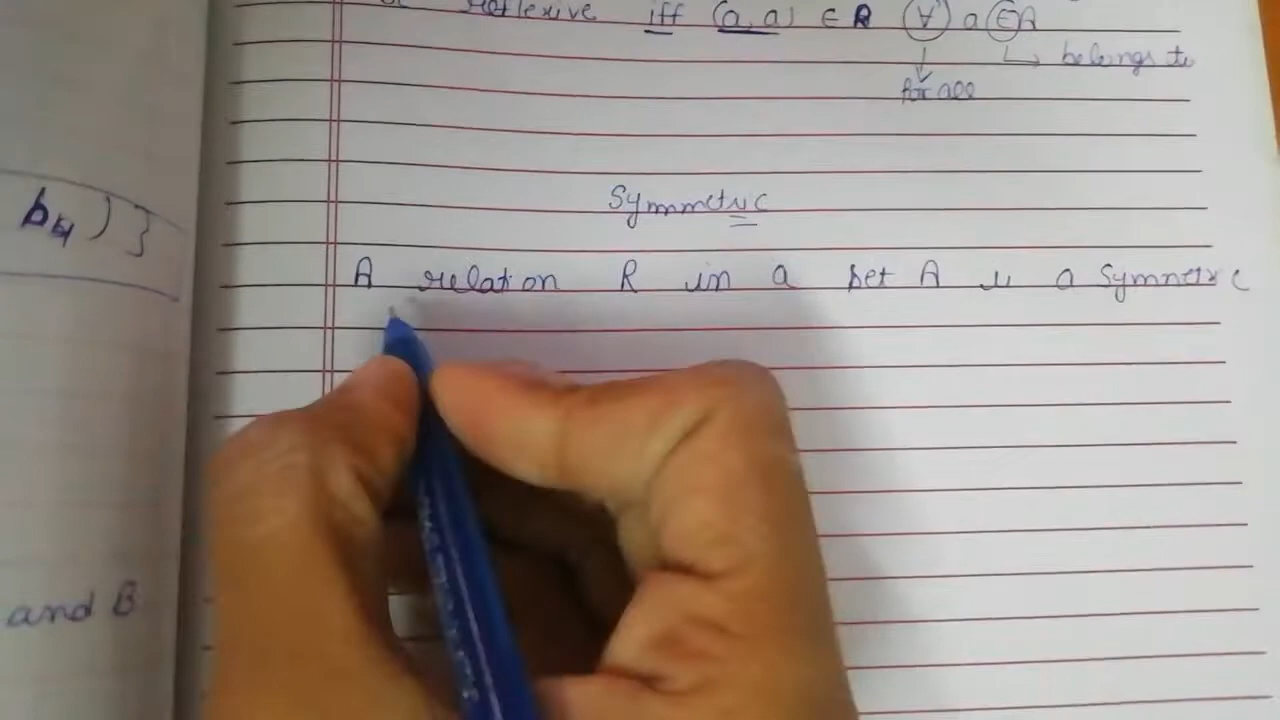 reflexive iff (a, a) ∈ R ∀ a ∈ A
belongs to
for all
b4 ) }
Symmetric
A relation R in a set A is a Symmetric
and B